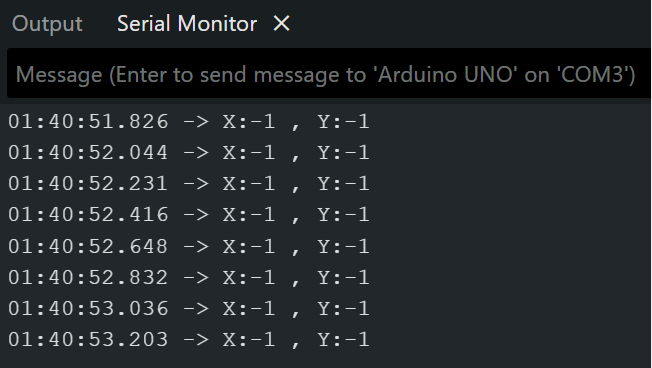 Output Serial Monitor ×
Message (Enter to send message to 'Arduino UNO' on 'COM3')
01:40:51.826 -> X:-1 , Y:-1
01:40:52.044 -> X:-1 , Y:-1
01:40:52.231 -> X:-1 , Y:-1
01:40:52.416 -> X:-1 , Y:-1
01:40:52.648 -> X:-1 , Y:-1
01:40:52.832 -> X:-1 , Y:-1
01:40:53.036 -> X:-1 , Y:-1
01:40:53.203 -> X:-1 , Y:-1